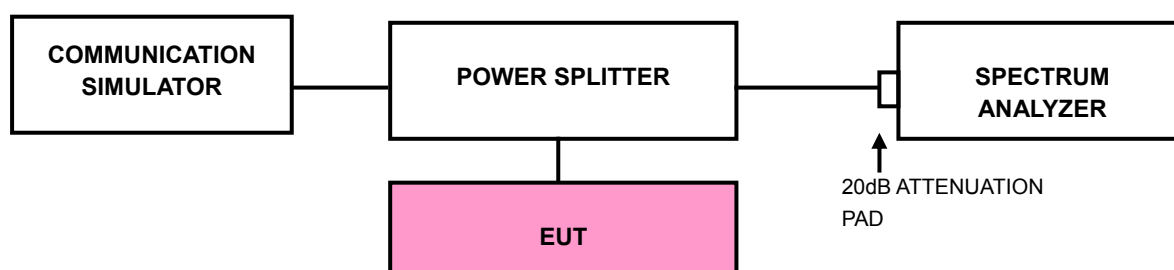 COMMUNICATION
SIMULATOR
POWER SPLITTER
SPECTRUM
ANALYZER
20dB ATTENUATION
PAD
EUT